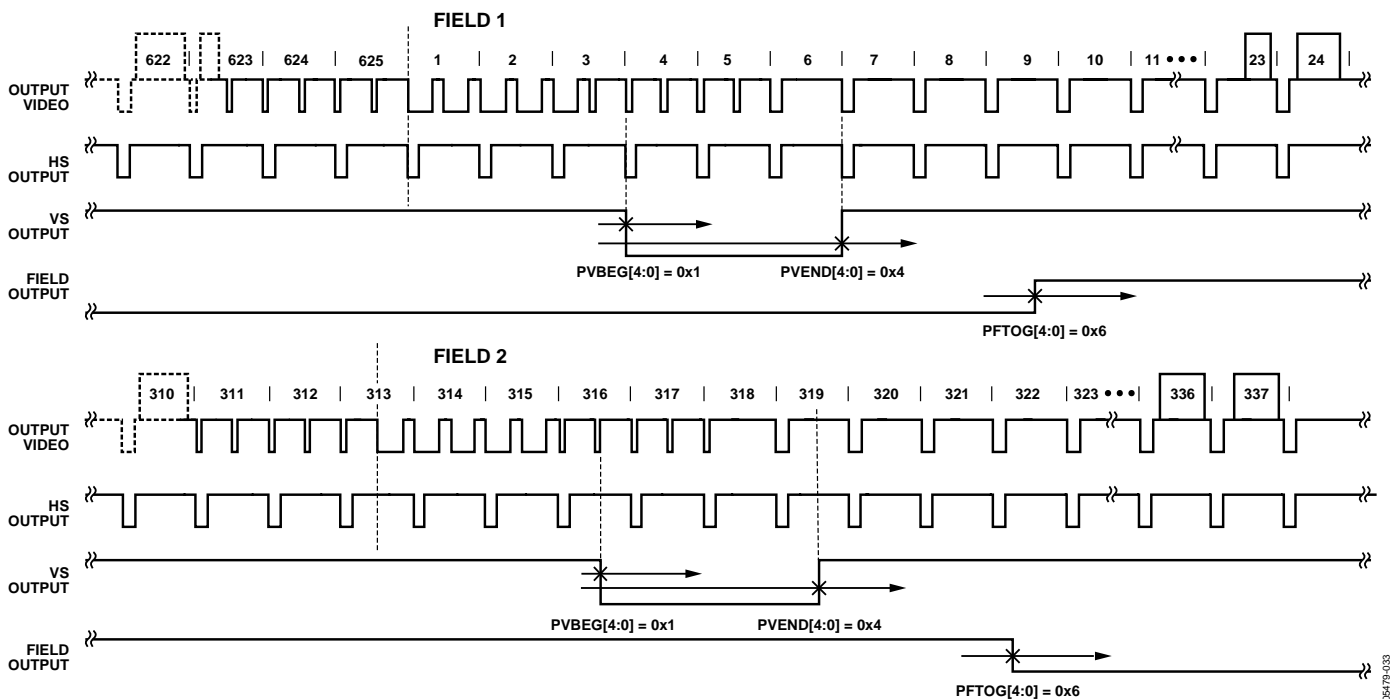 FIELD 1
622 623 624 625 1 2 3 4 5 6 7 8 9 10 11 ••• 23 24
OUTPUT
VIDEO
HS
OUTPUT
VS
OUTPUT
PVBEG[4:0] = 0x1 PVEND[4:0] = 0x4
FIELD
OUTPUT
PFTOG[4:0] = 0x6
FIELD 2
310 311 312 313 314 315 316 317 318 319 320 321 322 323 ••• 336 337
OUTPUT
VIDEO
HS
OUTPUT
VS
OUTPUT
PVBEG[4:0] = 0x1 PVEND[4:0] = 0x4
FIELD
OUTPUT
PFTOG[4:0] = 0x6
05479-033